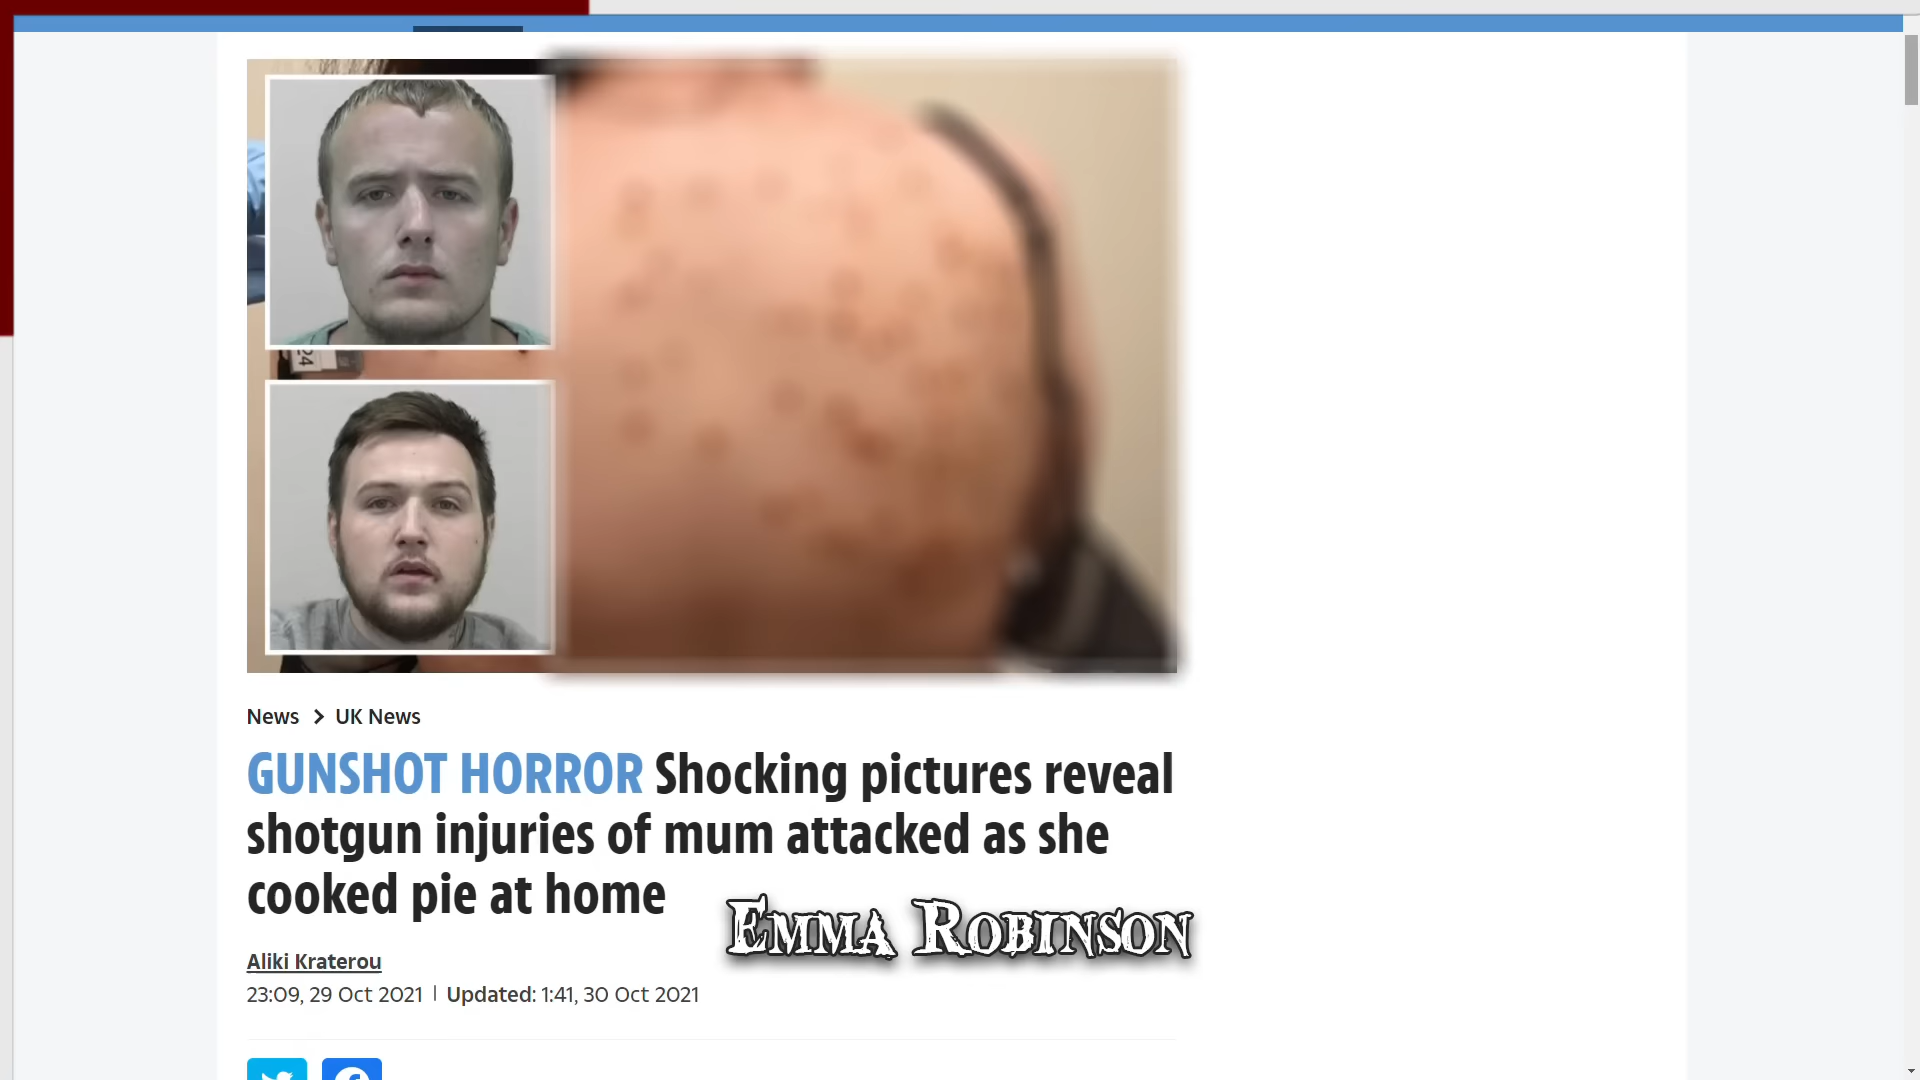 24
News > UK News
GUNSHOT HORROR Shocking pictures reveal
shotgun injuries of mum attacked as she
cooked pie at home
Emma Robinson
Aliki Kraterou
23:09, 29 Oct 2021 | Updated: 1:41, 30 Oct 2021